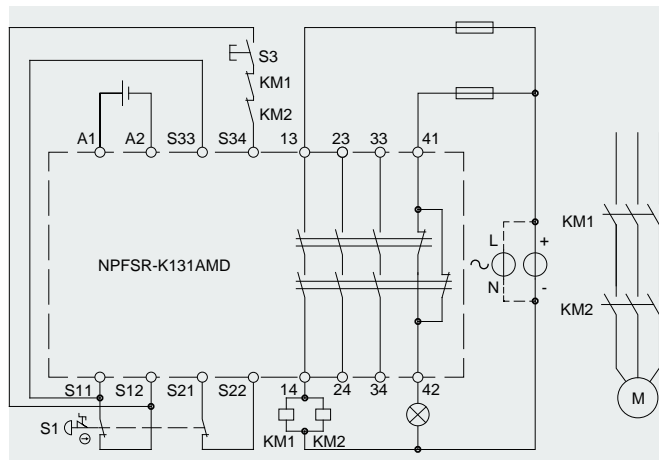 S3
KM1
KM2
A1 A2 S33 S34 13 23 33 41
NPFSR-K131AMD
KM1
L +
N -
KM2
S11 S12 S21 S22 14 24 34 42
S1
KM1 KM2
M